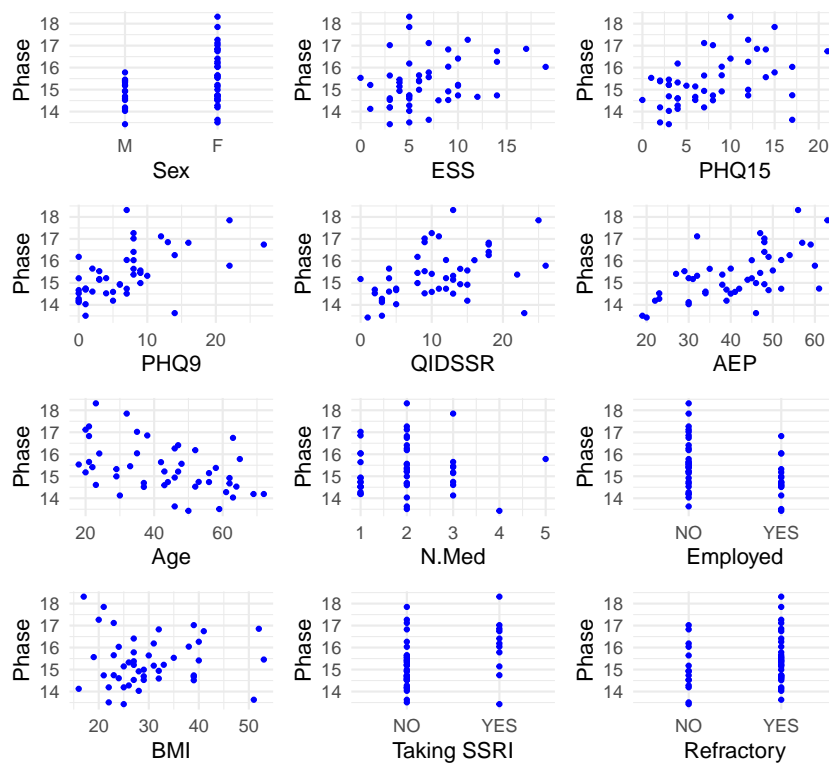 Phase
18
17
16
15
14
M F
Sex
Phase
18
17
16
15
14
0 5 10 15
ESS
Phase
18
17
16
15
14
0 5 10 15 20
PHQ15
Phase
18
17
16
15
14
0 10 20
PHQ9
Phase
18
17
16
15
14
0 10 20
QIDSSR
Phase
18
17
16
15
14
20 30 40 50 60
AEP
Phase
18
17
16
15
14
20 40 60
Age
Phase
18
17
16
15
14
1 2 3 4 5
N.Med
Phase
18
17
16
15
14
NO YES
Employed
Phase
18
17
16
15
14
20 30 40 50
BMI
Phase
18
17
16
15
14
NO YES
Taking SSRI
Phase
18
17
16
15
14
NO YES
Refractory